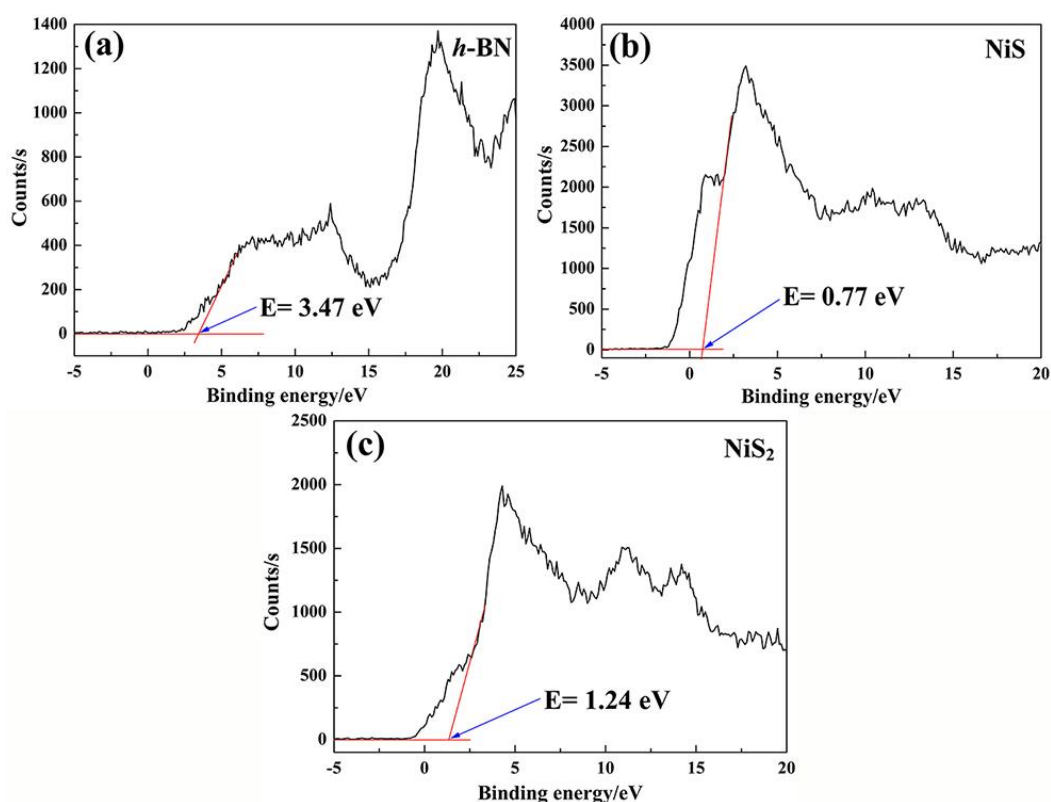 (a)
h-BN
1400
1200
1000
800
600
400
200
0
Counts/s
E= 3.47 eV
-5 0 5 10 15 20 25
Binding energy/eV
(b)
NiS
4000
3500
3000
2500
2000
1500
1000
500
0
Counts/s
E= 0.77 eV
-5 0 5 10 15 20
Binding energy/eV
(c)
NiS₂
2500
2000
1500
1000
500
0
Counts/s
E= 1.24 eV
-5 0 5 10 15 20
Binding energy/eV